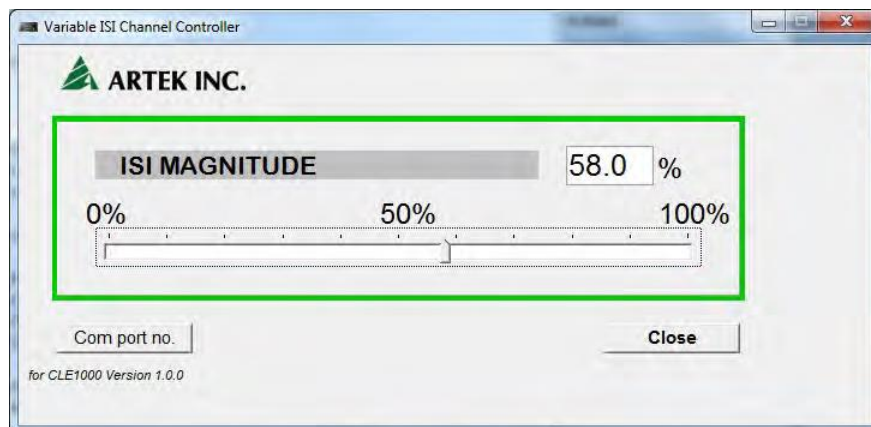 Variable ISI Channel Controller
ARTEK INC.
ISI MAGNITUDE 58.0 %
0% 50% 100%
Com port no. Close
for CLE1000 Version 1.0.0